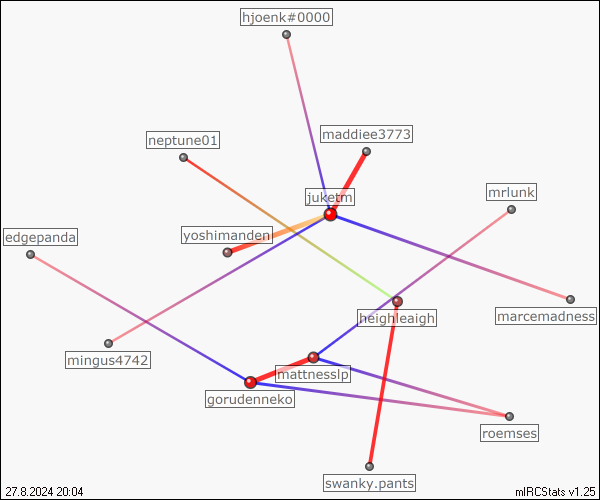 hjoenk#0000
maddiee3773
neptune01
juketm
mrlunk
yoshimanden
edgepanda
heighleaigh
marcemadness
mingus4742
mattnesslp
gorudenneko
roemses
swanky.pants
27.8.2024 20:04
mIRCStats v1.25